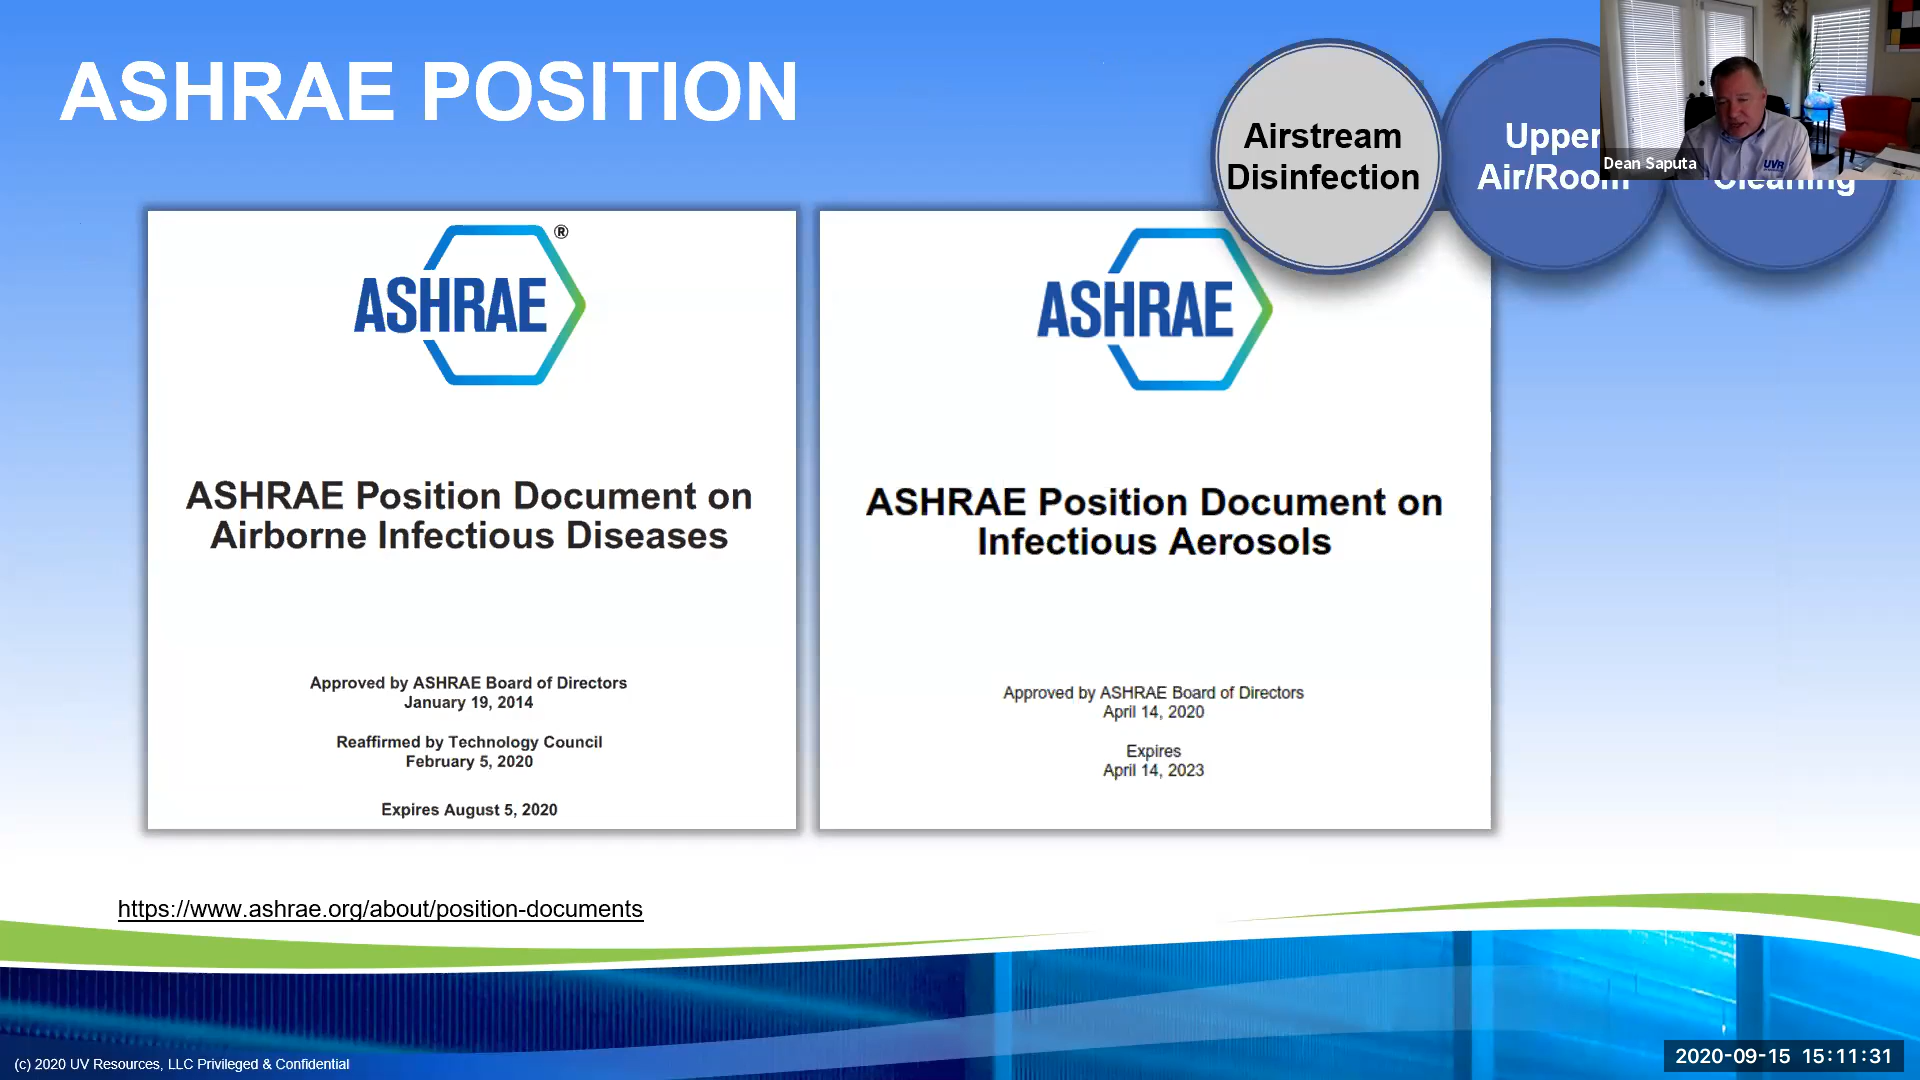 ASHRAE POSITION
Airstream
Disinfection
Upper
Air/Room
Cleaning
Dean Saputa
UVR
ASHRAE®
ASHRAE Position Document on
Airborne Infectious Diseases
Approved by ASHRAE Board of Directors
January 19, 2014
Reaffirmed by Technology Council
February 5, 2020
Expires August 5, 2020
ASHRAE
ASHRAE Position Document on
Infectious Aerosols
Approved by ASHRAE Board of Directors
April 14, 2020
Expires
April 14, 2023
https://www.ashrae.org/about/position-documents
(c) 2020 UV Resources, LLC Privileged & Confidential
2020-09-15 15:11:31